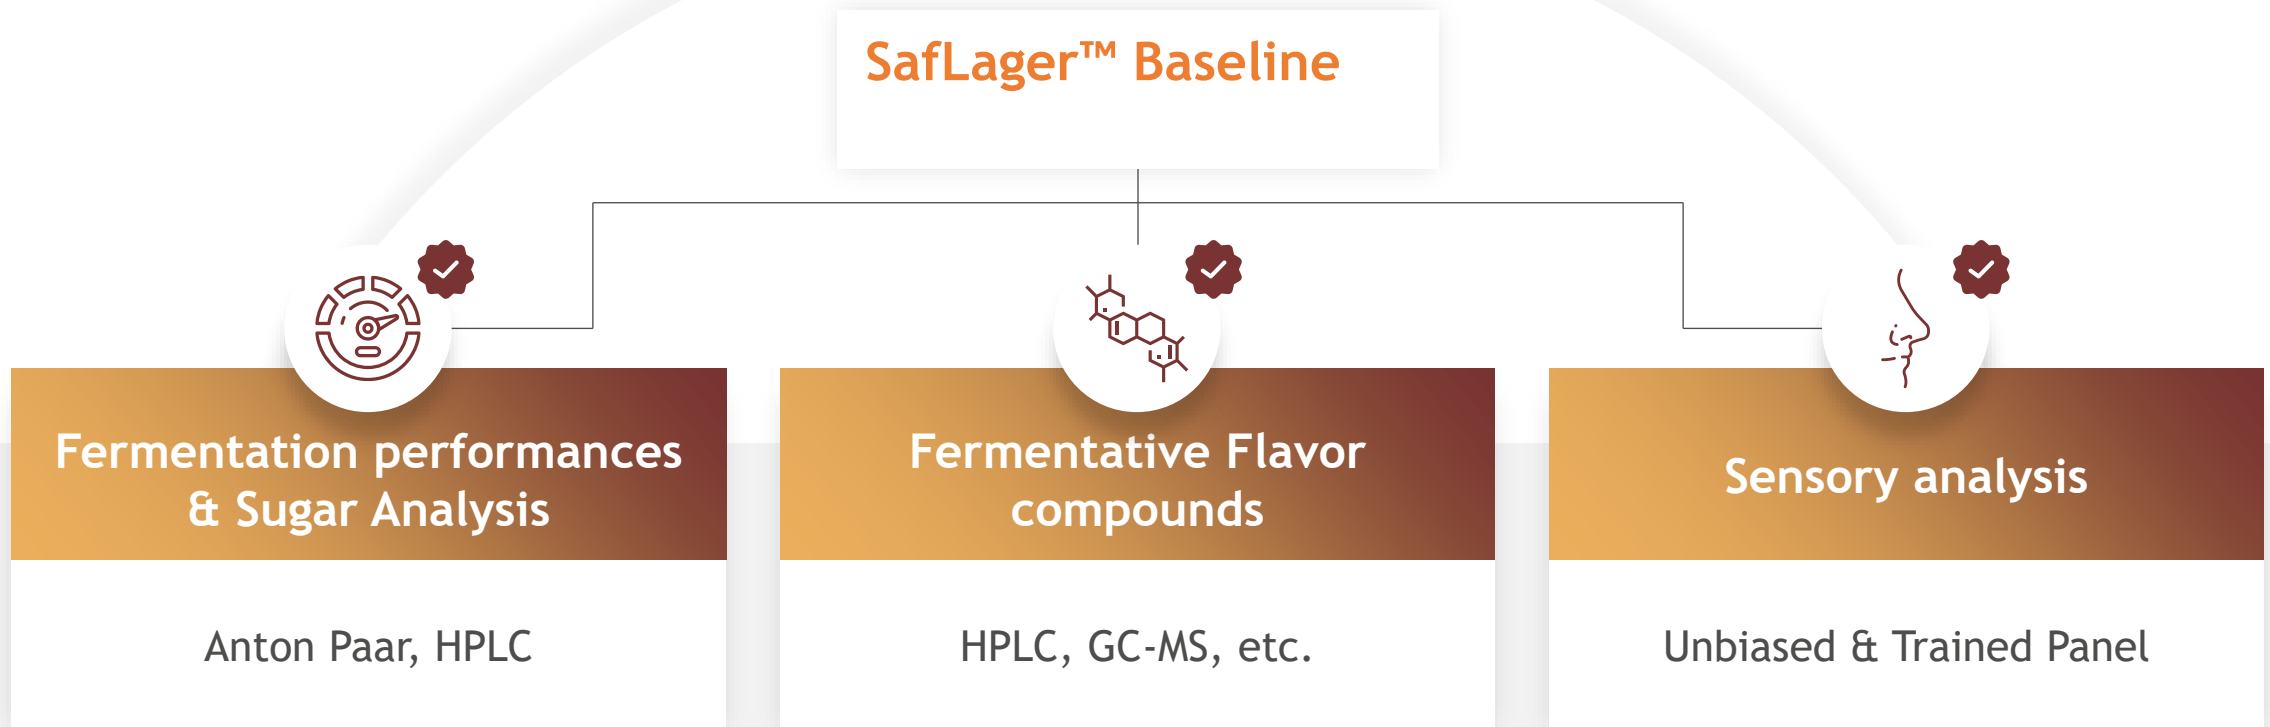 SafLager™ Baseline
Fermentation performances
& Sugar Analysis
Anton Paar, HPLC
Fermentative Flavor
compounds
HPLC, GC-MS, etc.
Sensory analysis
Unbiased & Trained Panel